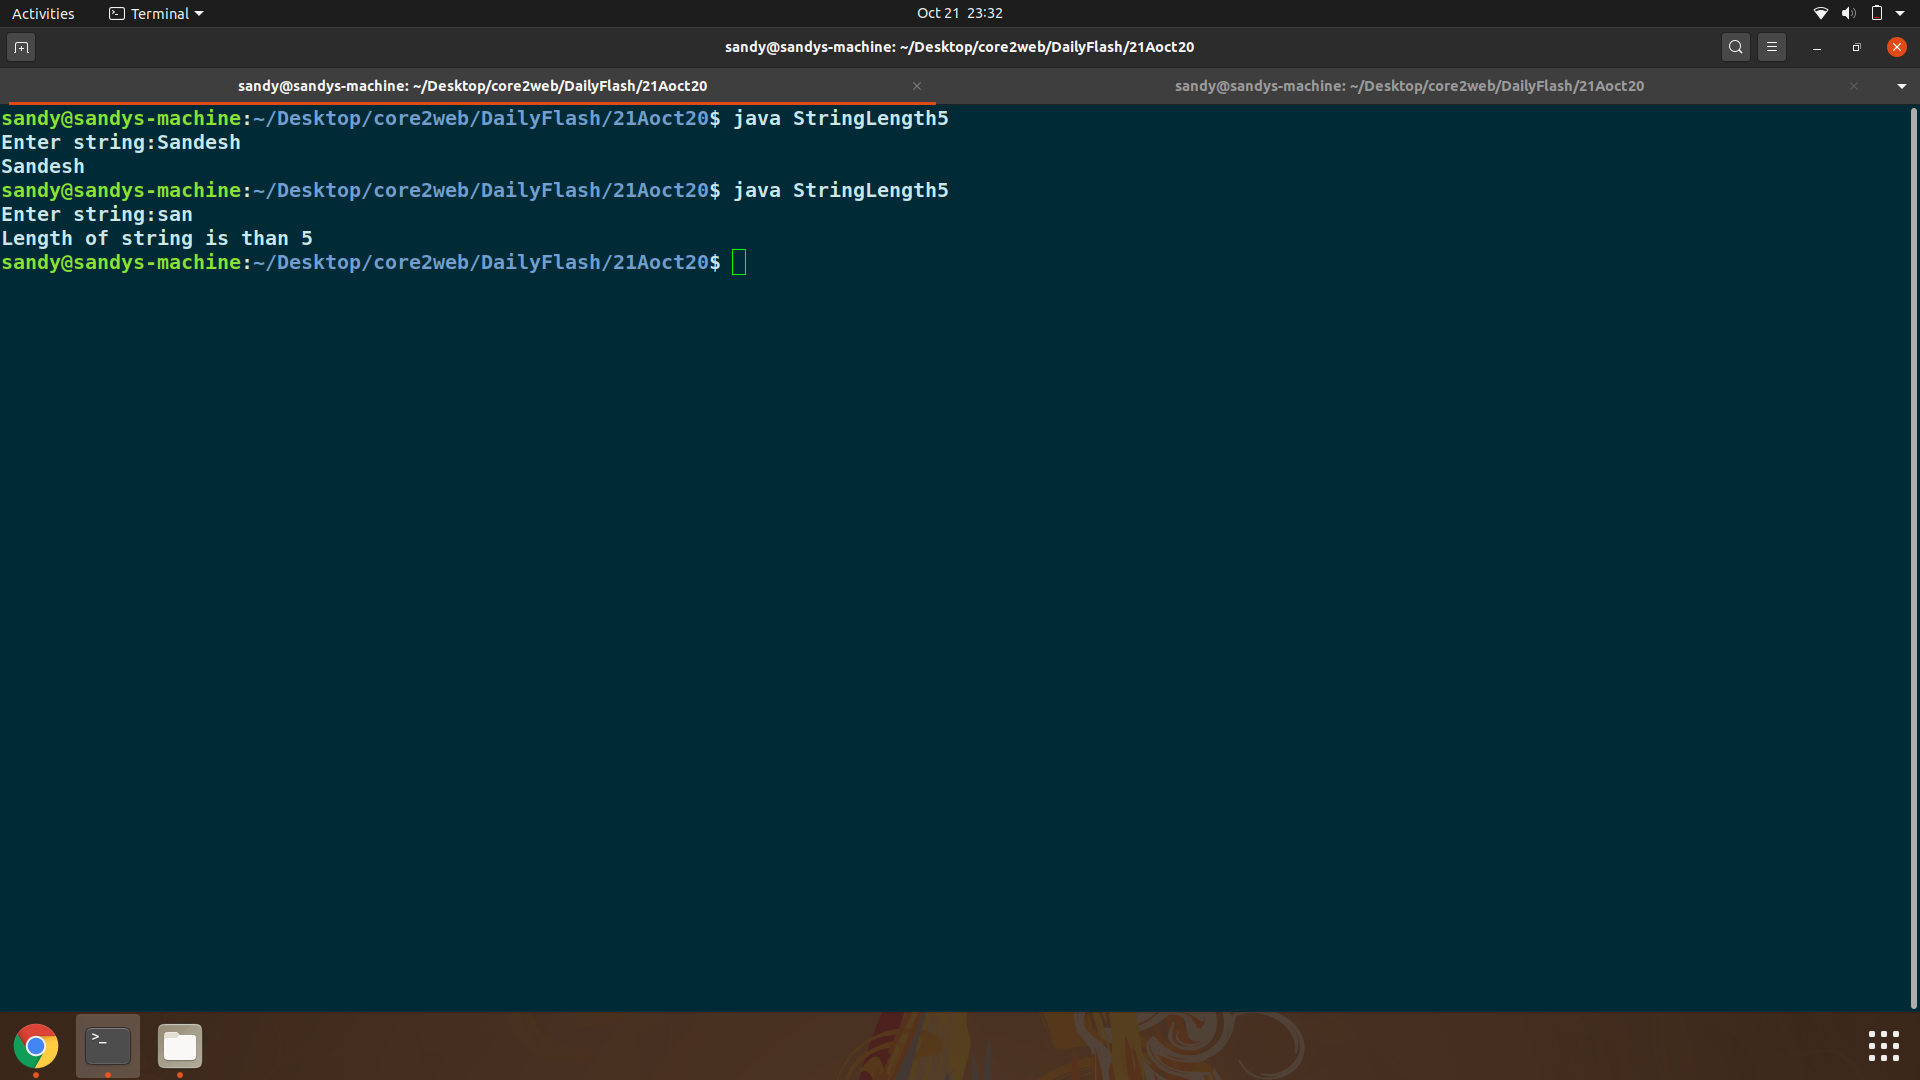 Activities Terminal Oct 21 23:32
sandy@sandys-machine: ~/Desktop/core2web/DailyFlash/21Aoct20
sandy@sandys-machine: ~/Desktop/core2web/DailyFlash/21Aoct20 sandy@sandys-machine: ~/Desktop/core2web/DailyFlash/21Aoct20
sandy@sandys-machine:~/Desktop/core2web/DailyFlash/21Aoct20$ java StringLength5
Enter string:Sandesh
Sandesh
sandy@sandys-machine:~/Desktop/core2web/DailyFlash/21Aoct20$ java StringLength5
Enter string:san
Length of string is than 5
sandy@sandys-machine:~/Desktop/core2web/DailyFlash/21Aoct20$